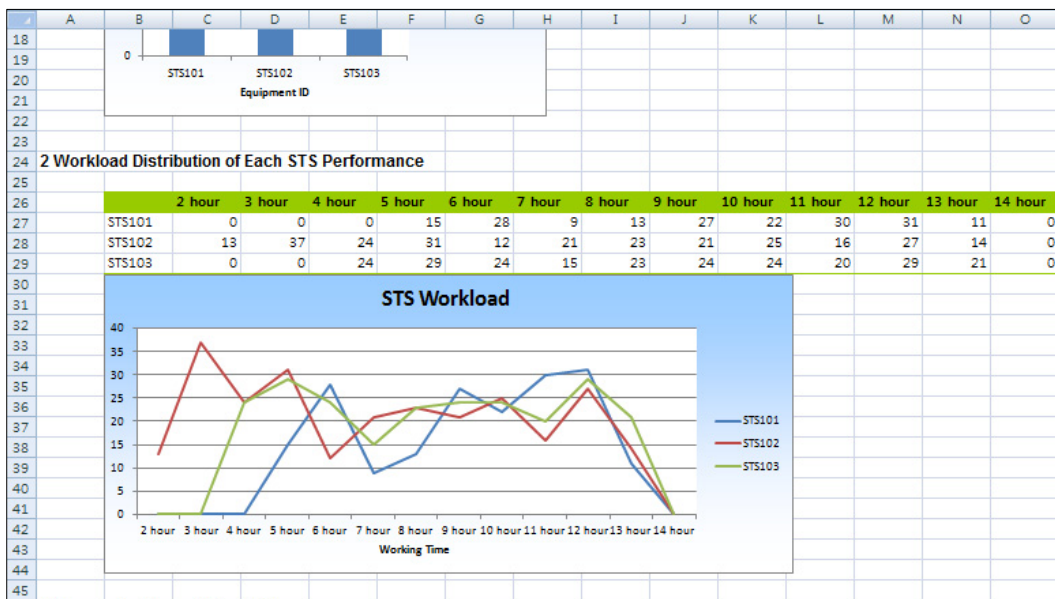 A B C D E F G H I J K L M N O
18
19 0
20 STS101 STS102 STS103
21 Equipment ID
22
23
24 2 Workload Distribution of Each STS Performance
25
26 2 hour 3 hour 4 hour 5 hour 6 hour 7 hour 8 hour 9 hour 10 hour 11 hour 12 hour 13 hour 14 hour
27 STS101 0 0 0 15 28 9 13 27 22 30 31 11 0
28 STS102 13 37 24 31 12 21 23 21 25 16 27 14 0
29 STS103 0 0 24 29 24 15 23 24 24 20 29 21 0
30
31 STS Workload
32 40
33 35
34 30
35 25
36 20 STS101
37 15 STS102
38 10 STS103
39 5
40 0
41
42 2 hour 3 hour 4 hour 5 hour 6 hour 7 hour 8 hour 9 hour 10 hour 11 hour 12 hour 13 hour 14 hour
43 Working Time
44
45